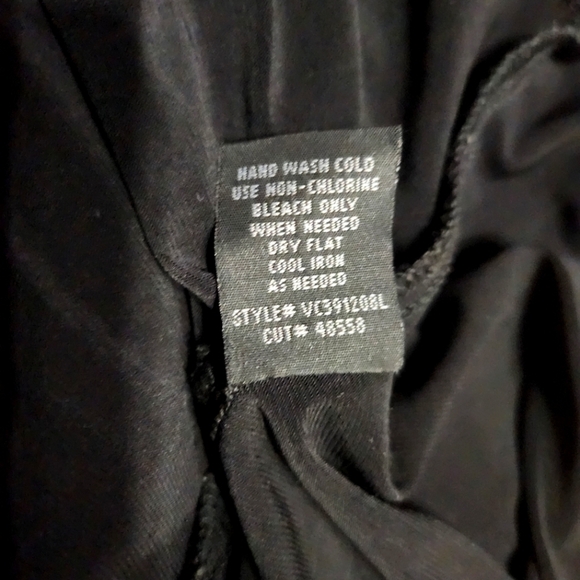 HAND WASH COLD
USE NON-CHLORINE
BLEACH ONLY
WHEN NEEDED
DRY FLAT
COOL IRON
AS NEEDED
STYLE# VC391208L
CUT# 48558